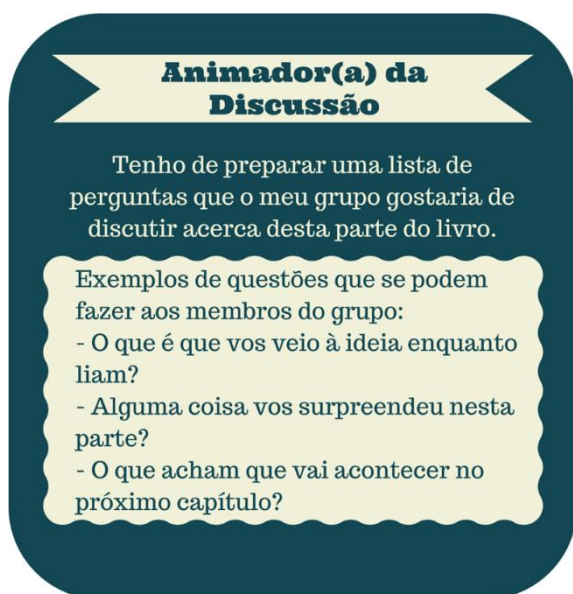 Animador(a) da
Discussão
Tenho de preparar uma lista de
perguntas que o meu grupo gostaria de
discutir acerca desta parte do livro.
Exemplos de questões que se podem
fazer aos membros do grupo:
- O que é que vos veio à ideia enquanto
liam?
- Alguma coisa vos surpreendeu nesta
parte?
- O que acham que vai acontecer no
próximo capítulo?